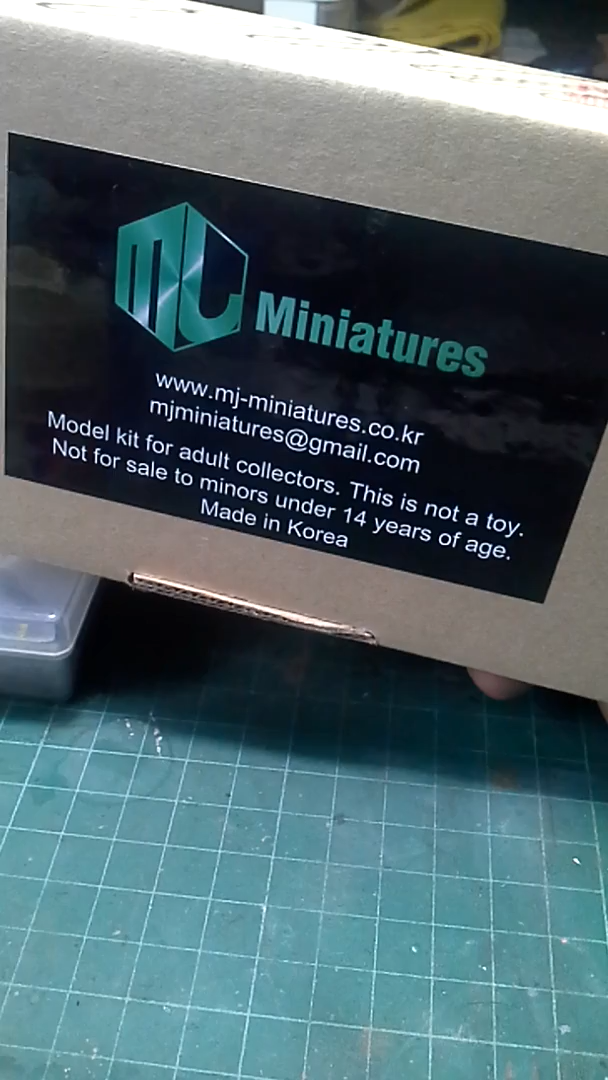 MJ Miniatures
www.mj-miniatures.co.kr
mjminiatures@gmail.com
Model kit for adult collectors. This is not a toy.
Not for sale to minors under 14 years of age.
Made in Korea